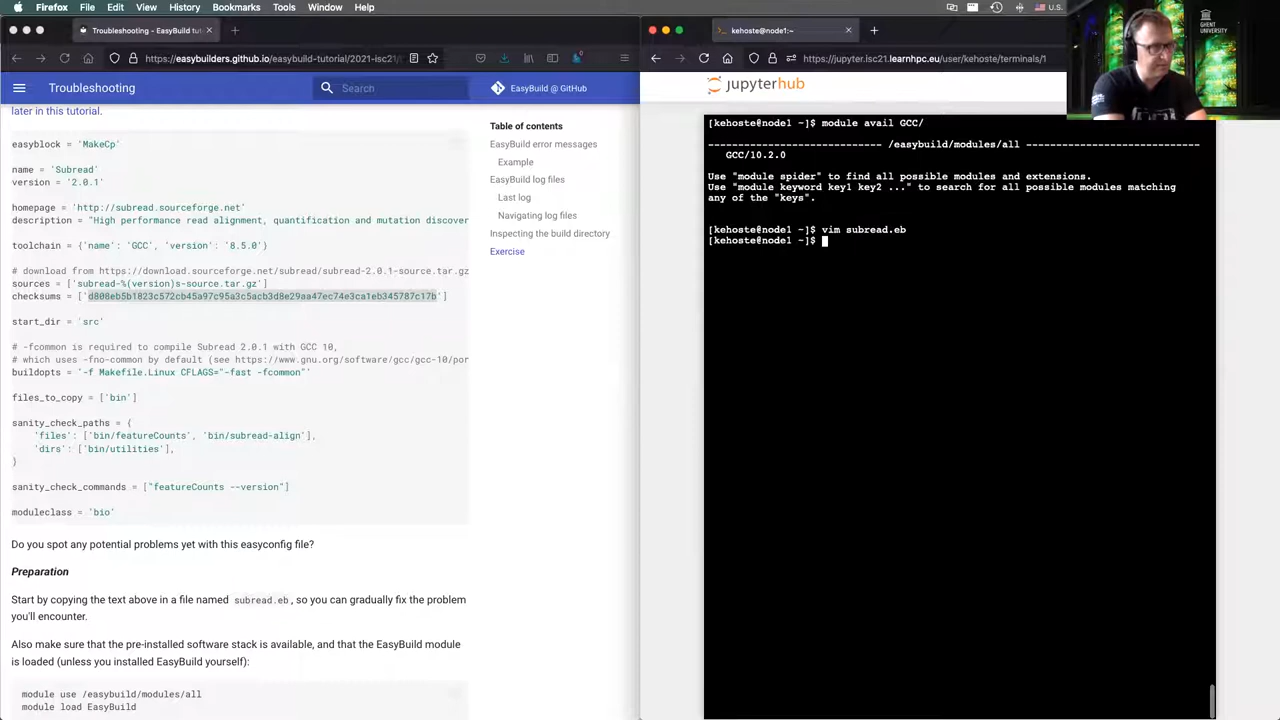 Firefox File Edit View History Bookmarks Tools Window Help
U.S.
Troubleshooting - EasyBuild tut
https://easybuilders.github.io/easybuild-tutorial/2021-isc21/
Troubleshooting
Search
EasyBuild @ GitHub
later in this tutorial.
easyblock = 'MakeCp'
name = 'Subread'
version = '2.0.1'
homepage = 'http://subread.sourceforge.net'
description = "High performance read alignment, quantification and mutation discover
toolchain = {'name': 'GCC', 'version': '8.5.0')
# download from https://download.sourceforge.net/subread/subread-2.0.1-source.tar.gz
sources = ['subread-%(version)s-source.tar.gz']
checksums = ['d808eb5b1823c572cb45a97c95a3c5acb3d8e29aa47ec74e3ca1eb345787c17b']
start_dir = 'src'
# -fcommon is required to compile Subread 2.0.1 with GCC 10,
# which uses -fno-common by default (see https://www.gnu.org/software/gcc/gcc-10/por
buildopts = '-f Makefile.Linux CFLAGS="-fast -fcommon"'
files_to_copy = ['bin']
sanity_check_paths = {
'files': ['bin/featureCounts', 'bin/subread-align'],
'dirs': ['bin/utilities'],
}
sanity_check_commands = ["featureCounts --version"]
moduleclass = 'bio'
Do you spot any potential problems yet with this easyconfig file?
Preparation
Start by copying the text above in a file named subread.eb, so you can gradually fix the problem
you'll encounter.
Also make sure that the pre-installed software stack is available, and that the EasyBuild module
is loaded (unless you installed EasyBuild yourself):
module use /easybuild/modules/all
module load EasyBuild
Table of contents
EasyBuild error messages
Example
EasyBuild log files
Last log
Navigating log files
Inspecting the build directory
Exercise
kehoste@node1:~
https://jupyter.isc21.learnhpc.eu/user/kehoste/terminals/1
jupyterhub
[kehoste@node1 ~]$ module avail GCC/
----------------------------- /easybuild/modules/all -----------------------------
GCC/10.2.0
Use "module spider" to find all possible modules and extensions.
Use "module keyword key1 key2 ..." to search for all possible modules matching
any of the "keys".
[kehoste@node1 ~]$ vim subread.eb
[kehoste@node1 ~]$
GHENT
UNIVERSITY